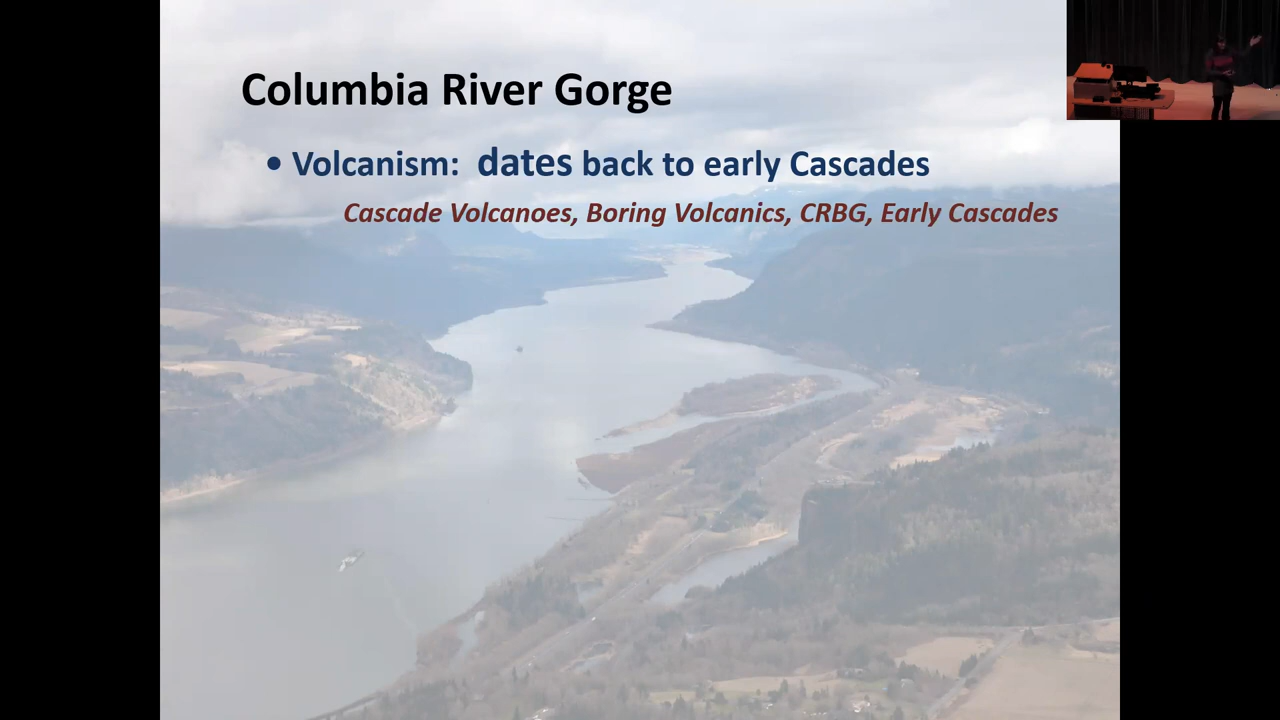 Columbia River Gorge
• Volcanism: dates back to early Cascades
Cascade Volcanoes, Boring Volcanics, CRBG, Early Cascades